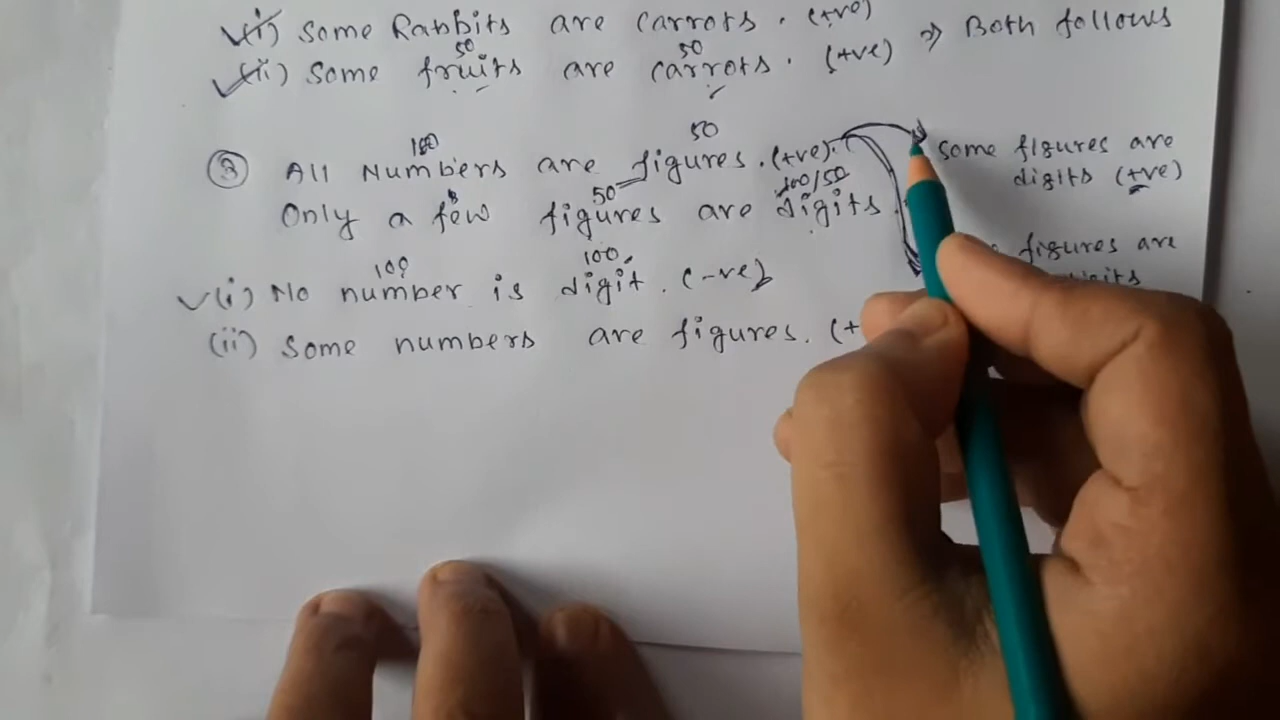 (i) Some Rabbits are carrots. (+ve)
50 50
(ii) Some fruits are carrots. (+ve) ⇒ Both follows
100 50
③ All Numbers are figures. (+ve).
50 100/50
Only a few figures are digits.
Some figures are
digits (+ve)
figures are
100 100
(i) No number is digit. (-ve)
(ii) Some numbers are figures. (+